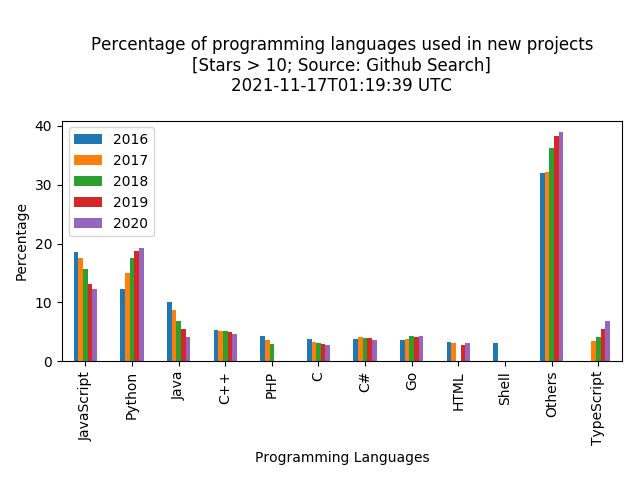 Percentage of programming languages used in new projects
[Stars > 10; Source: Github Search]
2021-11-17T01:19:39 UTC
40
30
20
10
0
Percentage
2016
2017
2018
2019
2020
JavaScript
Python
Java
C++
PHP
C
C#
Go
HTML
Shell
Others
TypeScript
Programming Languages